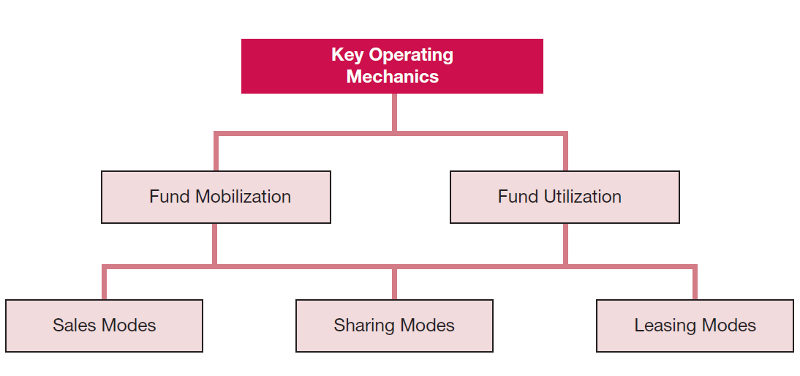 Key Operating
Mechanics
Fund Mobilization
Fund Utilization
Sales Modes
Sharing Modes
Leasing Modes